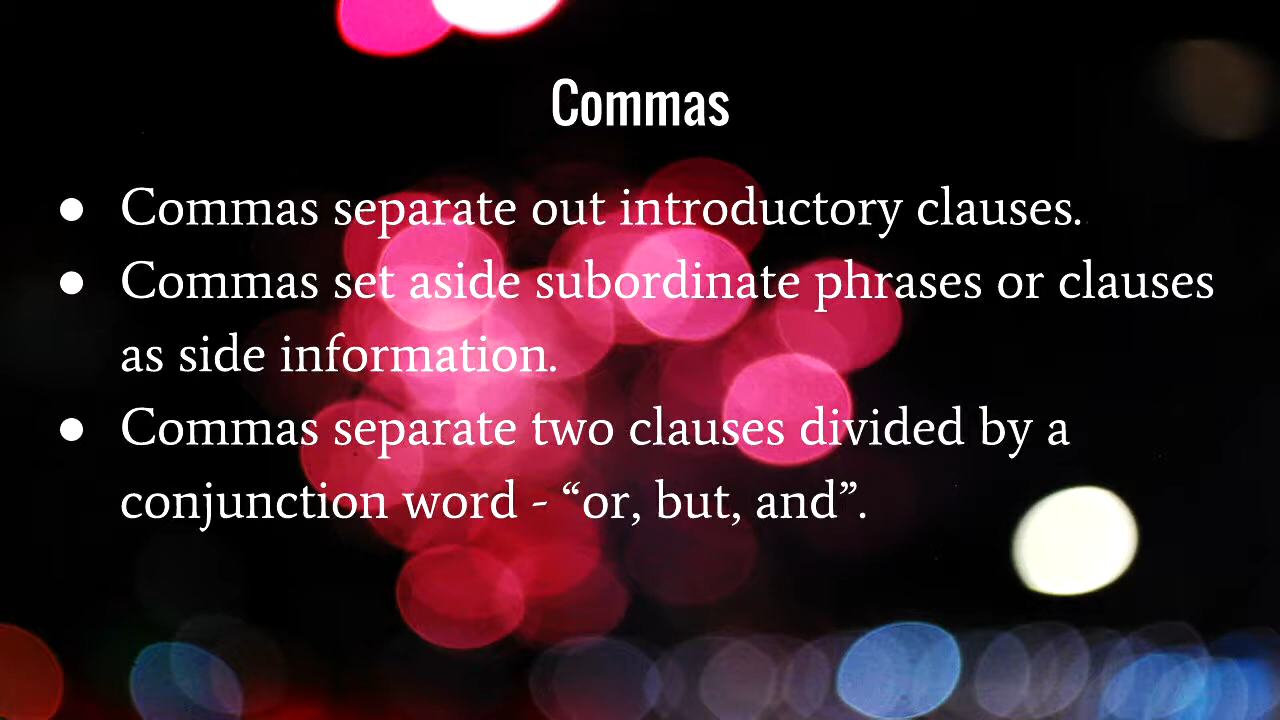 Commas
● Commas separate out introductory clauses.
● Commas set aside subordinate phrases or clauses
as side information.
● Commas separate two clauses divided by a
conjunction word - “or, but, and”.